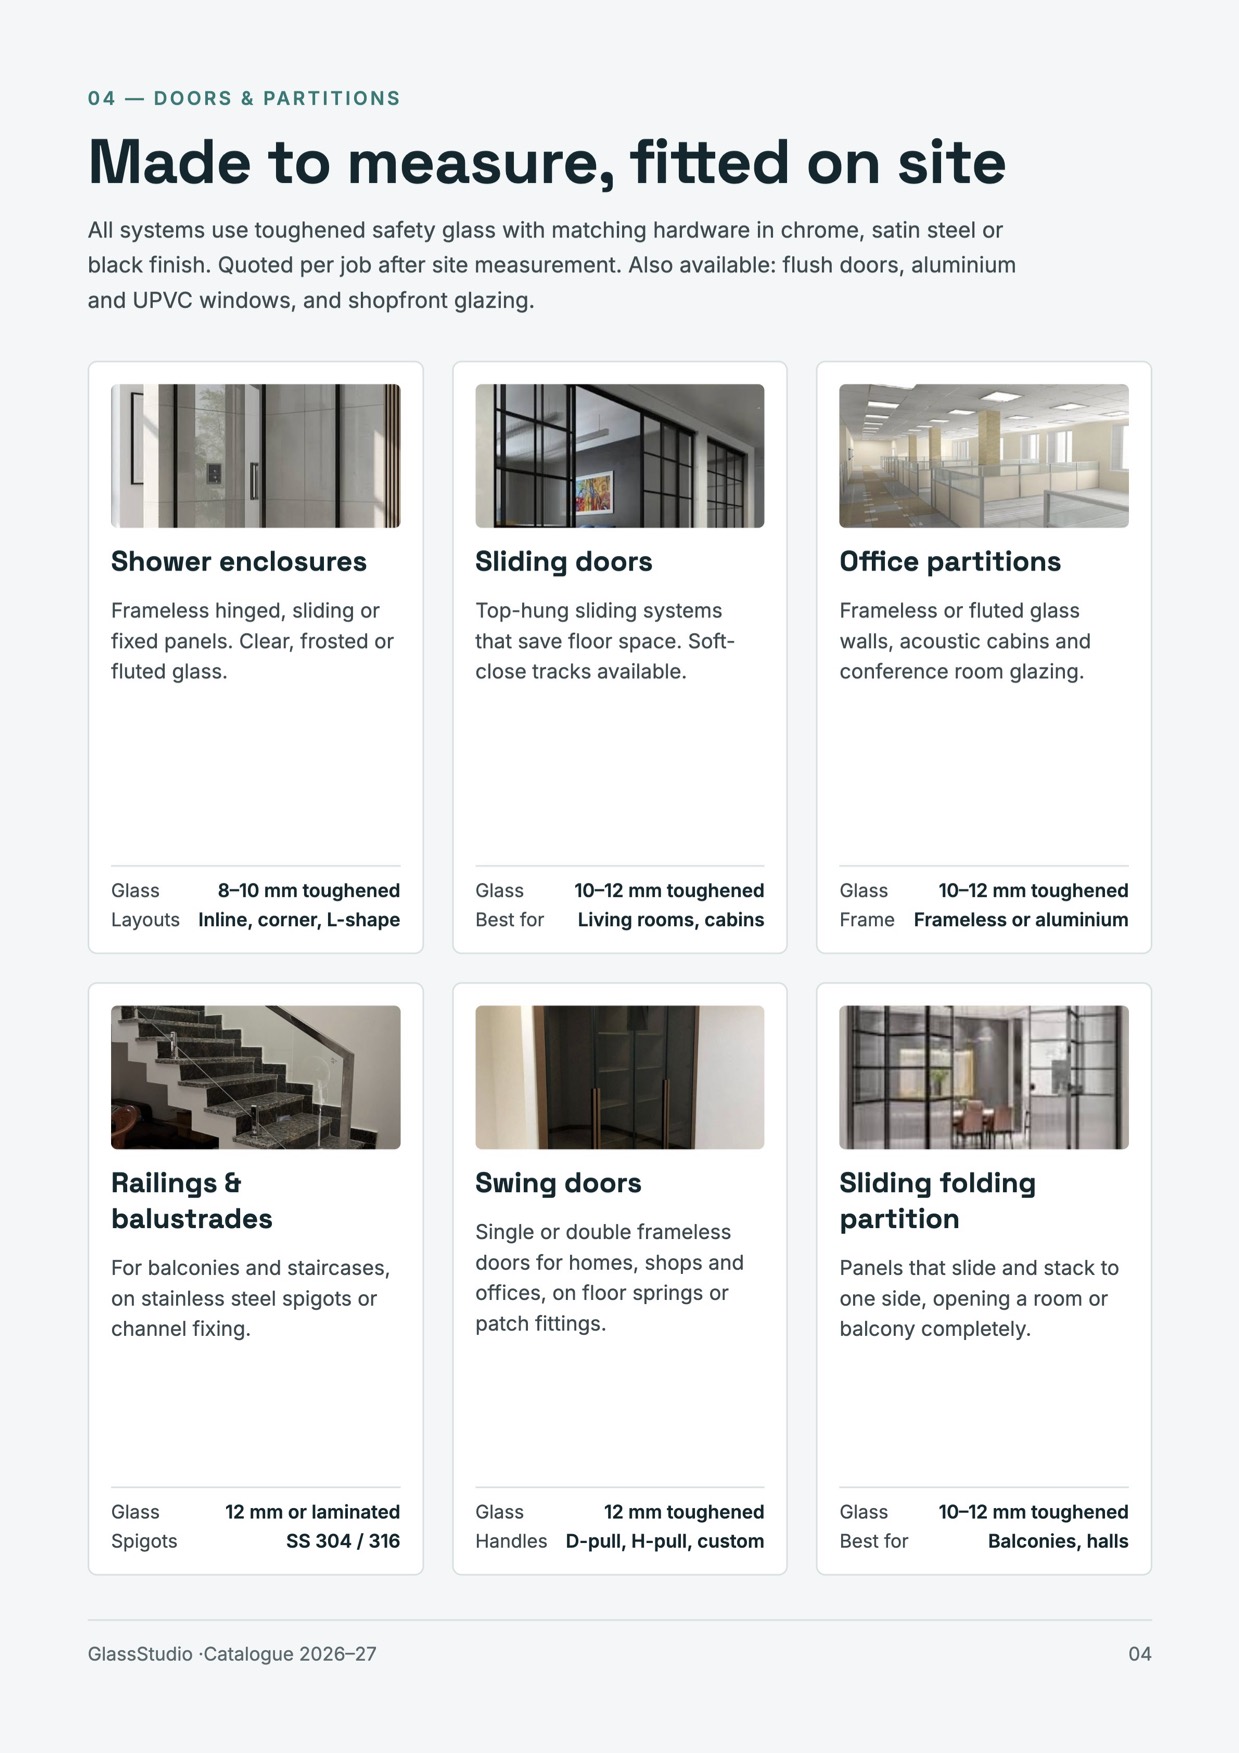 04 — DOORS & PARTITIONS
Made to measure, fitted on site
All systems use toughened safety glass with matching hardware in chrome, satin steel or
black finish. Quoted per job after site measurement. Also available: flush doors, aluminium
and UPVC windows, and shopfront glazing.
Shower enclosures
Frameless hinged, sliding or
fixed panels. Clear, frosted or
fluted glass.
Glass 8–10 mm toughened
Layouts Inline, corner, L-shape
Sliding doors
Top-hung sliding systems
that save floor space. Soft-
close tracks available.
Glass 10–12 mm toughened
Best for Living rooms, cabins
Office partitions
Frameless or fluted glass
walls, acoustic cabins and
conference room glazing.
Glass 10–12 mm toughened
Frame Frameless or aluminium
Railings &
balustrades
For balconies and staircases,
on stainless steel spigots or
channel fixing.
Glass 12 mm or laminated
Spigots SS 304 / 316
Swing doors
Single or double frameless
doors for homes, shops and
offices, on floor springs or
patch fittings.
Glass 12 mm toughened
Handles D-pull, H-pull, custom
Sliding folding
partition
Panels that slide and stack to
one side, opening a room or
balcony completely.
Glass 10–12 mm toughened
Best for Balconies, halls
GlassStudio ·Catalogue 2026–27 04